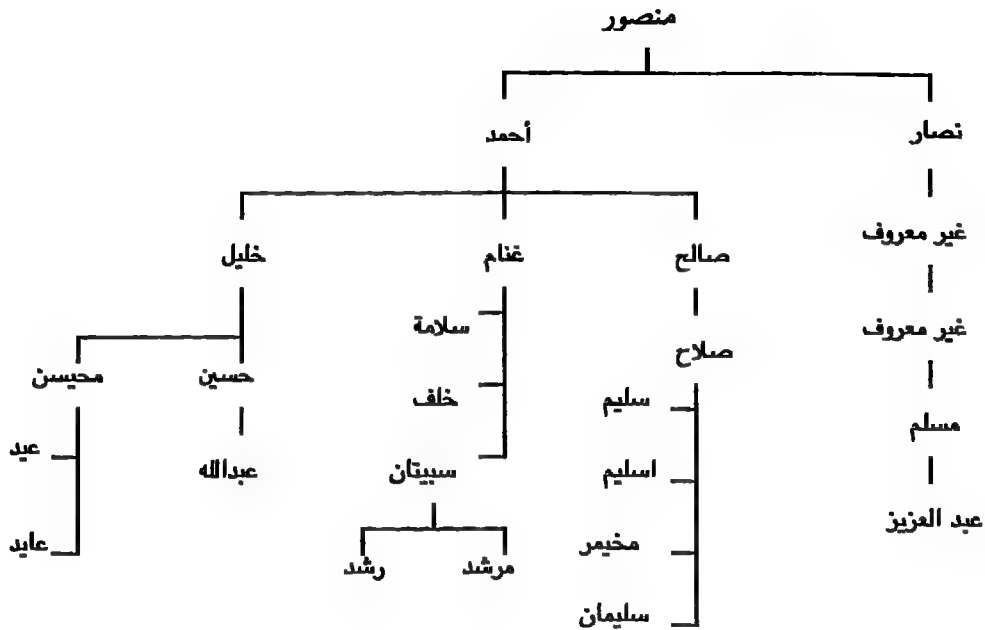 منصور
نصار
أحمد
غير معروف
صالح
غنام
خليل
سلامة
غير معروف
صلاح
حسين
محيسن
خلف
سليم
مسلم
عيد
عبدالله
سبيتان
اسليم
عبد العزيز
عايد
مخيمر
مرشد
رشد
سليمان